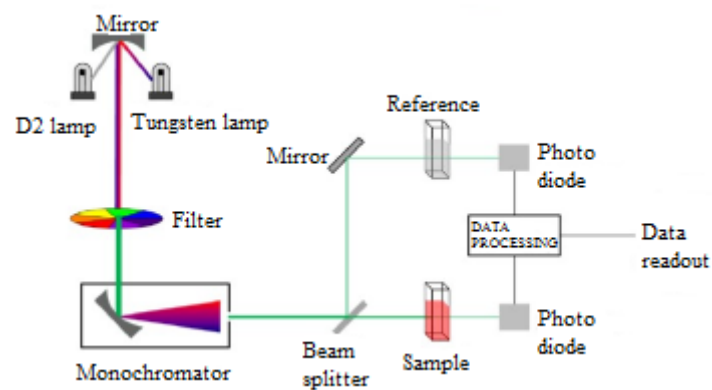 Mirror
D2 lamp
Tungsten lamp
Filter
Monochromator
Beam
splitter
Mirror
Reference
Sample
Photo
diode
DATA
PROCESSING
Data
readout
Photo
diode